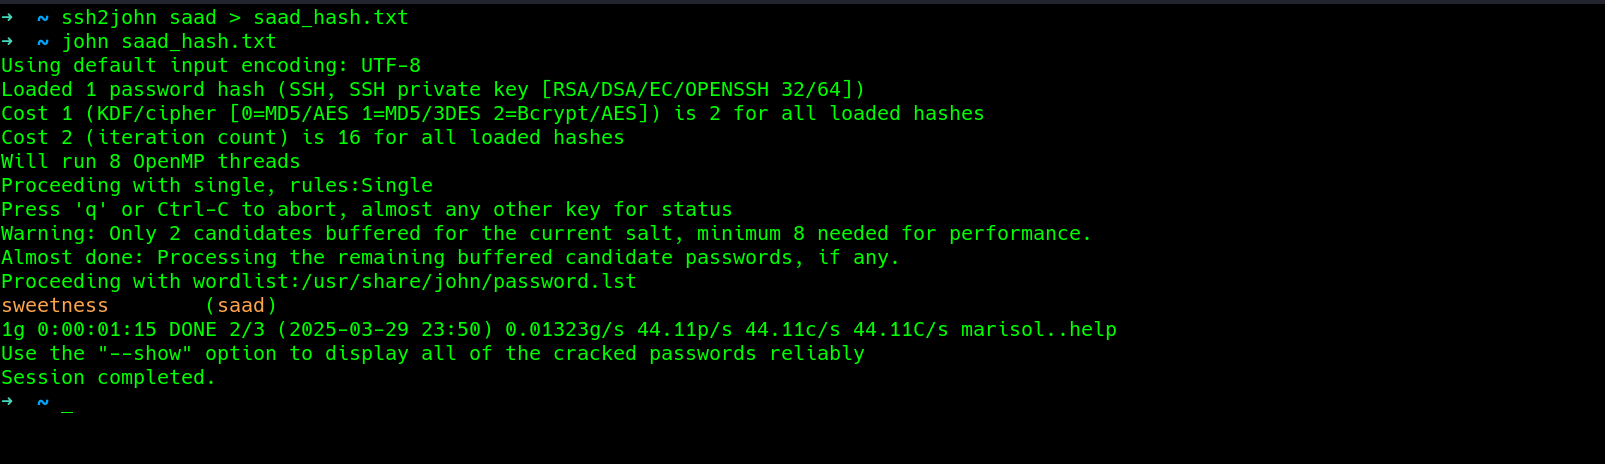 →  ~ ssh2john saad > saad_hash.txt
→  ~ john saad_hash.txt
Using default input encoding: UTF-8
Loaded 1 password hash (SSH, SSH private key [RSA/DSA/EC/OPENSSH 32/64])
Cost 1 (KDF/cipher [0=MD5/AES 1=MD5/3DES 2=Bcrypt/AES]) is 2 for all loaded hashes
Cost 2 (iteration count) is 16 for all loaded hashes
Will run 8 OpenMP threads
Proceeding with single, rules:Single
Press 'q' or Ctrl-C to abort, almost any other key for status
Warning: Only 2 candidates buffered for the current salt, minimum 8 needed for performance.
Almost done: Processing the remaining buffered candidate passwords, if any.
Proceeding with wordlist:/usr/share/john/password.lst
sweetness        (saad)
1g 0:00:01:15 DONE 2/3 (2025-03-29 23:50) 0.01323g/s 44.11p/s 44.11c/s 44.11C/s marisol..help
Use the "--show" option to display all of the cracked passwords reliably
Session completed.
→  ~ _